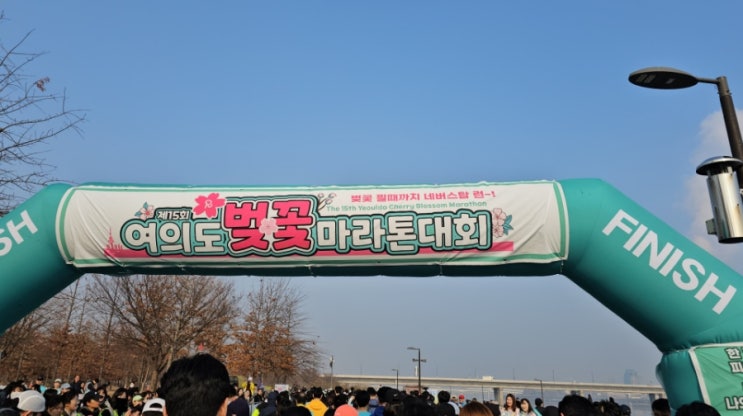 벚꽃 필때까지 네버스탑 런~!
The 15th Yeouido Cherry Blossom Marathon
제15회
여의도 벚꽃 마라톤대회
FINISH